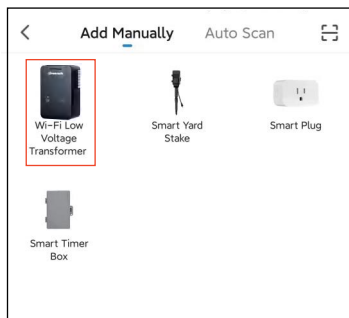 Add Manually Auto Scan
Wi-Fi Low
Voltage
Transformer
Smart Yard
Stake
Smart Plug
Smart Timer
Box